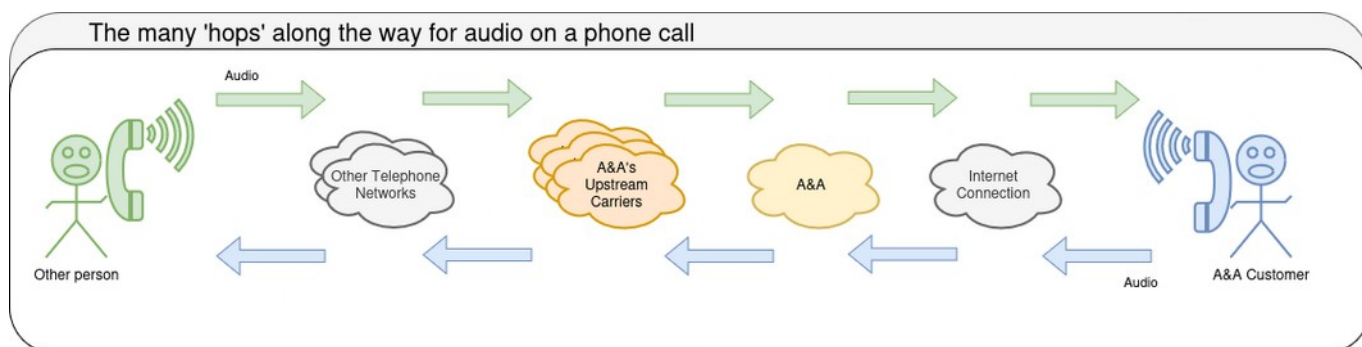 The many 'hops' along the way for audio on a phone call
Audio
Other Telephone
Networks
A&A's
Upstream
Carriers
A&A
Internet
Connection
Other person
Audio
A&A Customer